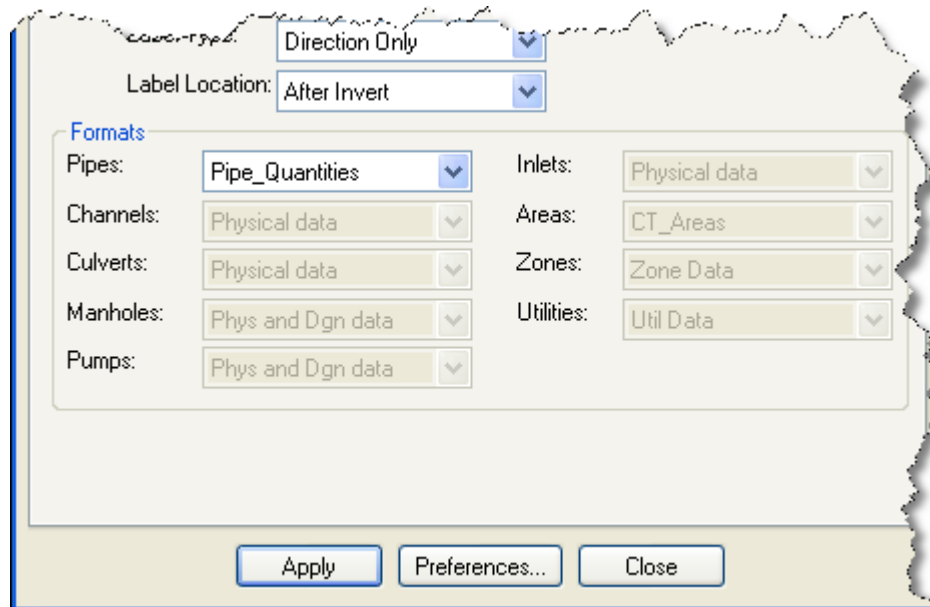 Direction Only
Label Location: After Invert
Formats
Pipes: Pipe_Quantities Inlets: Physical data
Channels: Physical data Areas: CT_Areas
Culverts: Physical data Zones: Zone Data
Manholes: Phys and Dgn data Utilities: Util Data
Pumps: Phys and Dgn data
Apply Preferences... Close